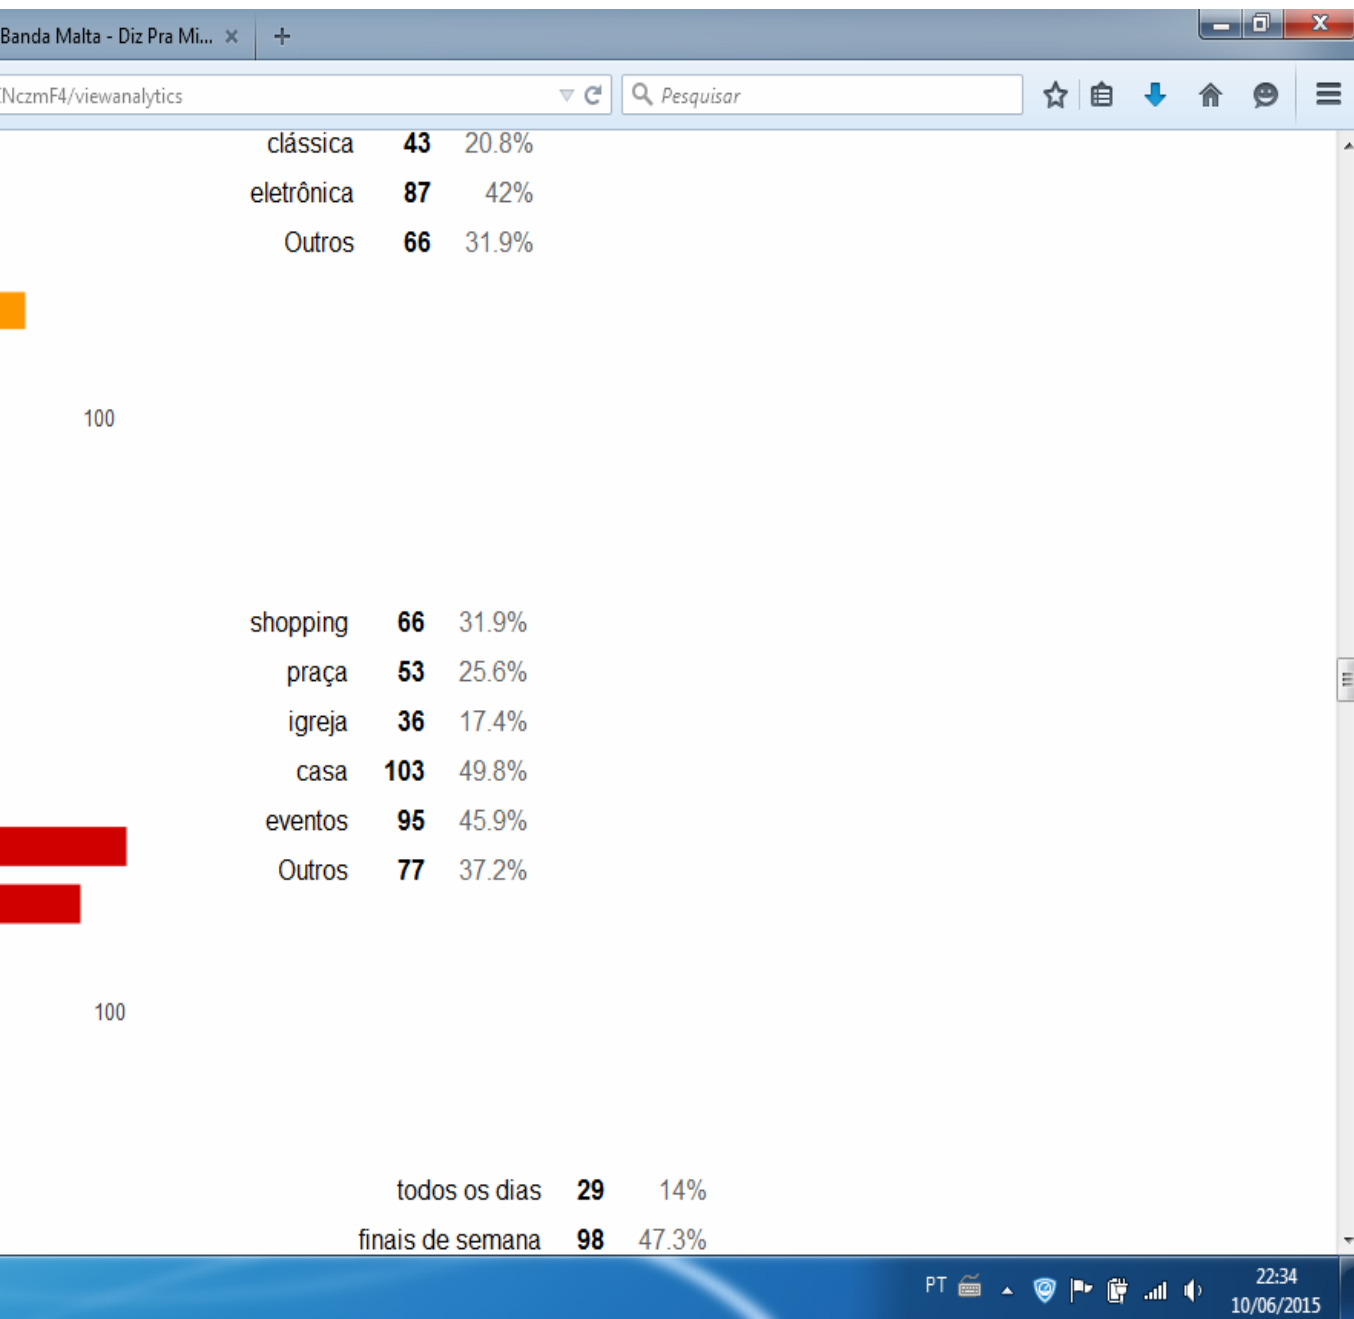 Banda Malta - Diz Pra Mi...
NczmF4/viewanalytics
Pesquisar
clássica 43 20.8%
eletrônica 87 42%
Outros 66 31.9%
100
shopping 66 31.9%
praça 53 25.6%
igreja 36 17.4%
casa 103 49.8%
eventos 95 45.9%
Outros 77 37.2%
100
todos os dias 29 14%
finais de semana 98 47.3%
PT
22:34
10/06/2015